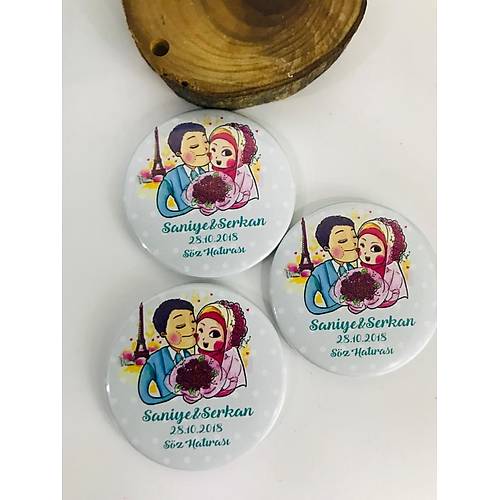 Saniye&Serkan
28.10.2018
Söz Hatırası
Saniye&Serkan
28.10.2018
Söz Hatırası
Saniye&Serkan
28.10.2018
Söz Hatırası